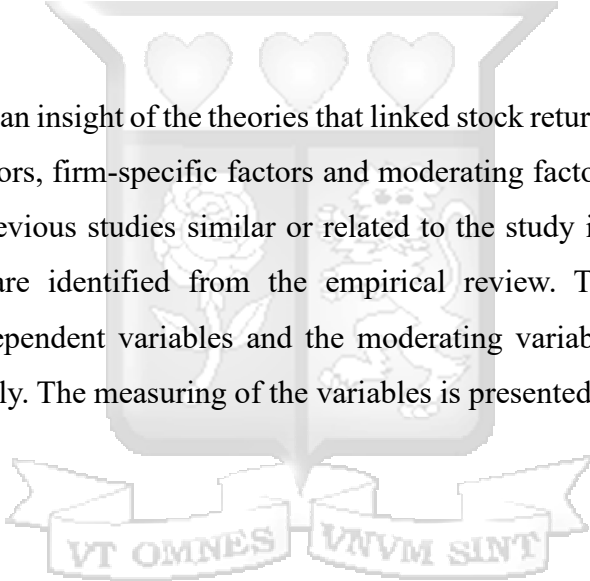 an insight of the theories that linked stock retur
ors, firm-specific factors and moderating facto
evious studies similar or related to the study i
are identified from the empirical review. T
ependent variables and the moderating variab
ly. The measuring of the variables is presented
VT OMNES VNVM SINT